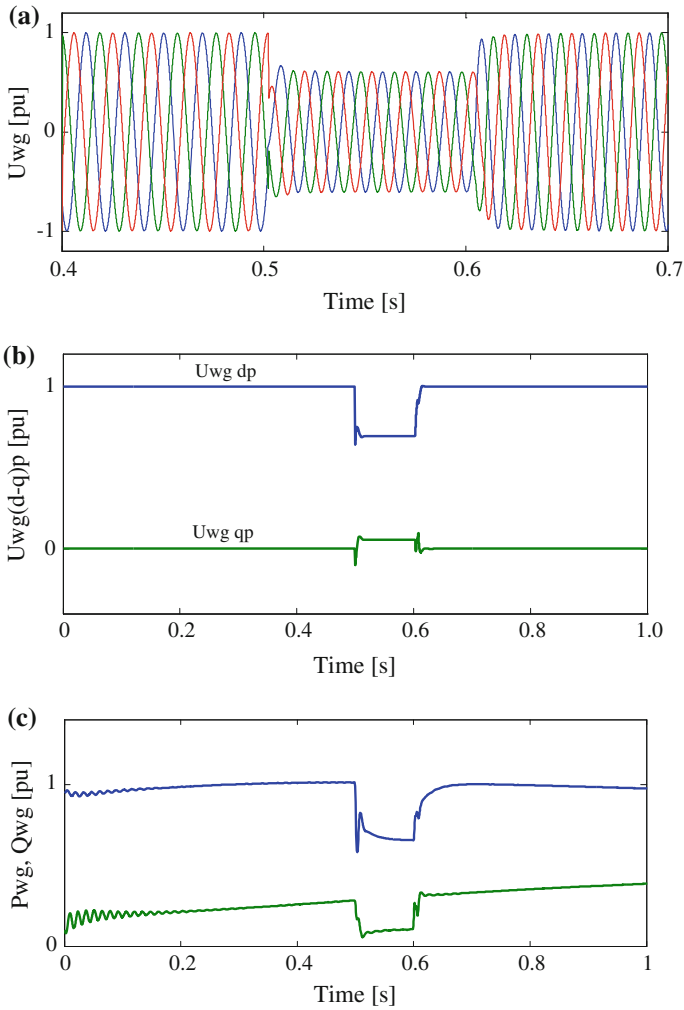 (a)
Uwg [pu]
1
0
-1
0.4 0.5 0.6 0.7
Time [s]
(b)
Uwg(d-q)p [pu]
Uwg dp
1
Uwg qp
0
0 0.2 0.4 0.6 0.8 1.0
Time [s]
(c)
Pwg, Qwg [pu]
1
0
0 0.2 0.4 0.6 0.8 1
Time [s]